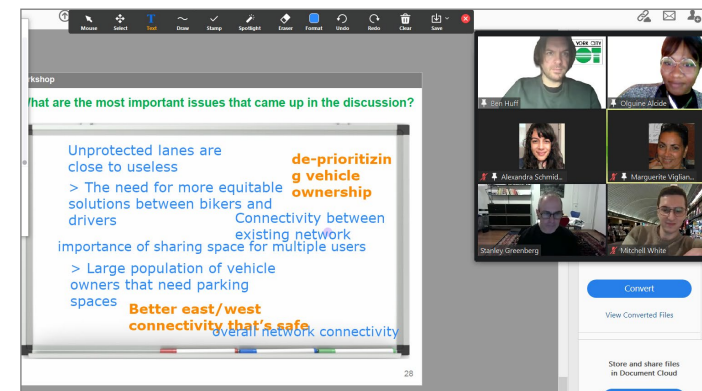 Mouse
Select
Text
Draw
Stamp
Spotlight
Eraser
Format
Undo
Redo
Clear
Save
rkshop
What are the most important issues that came up in the discussion?
Unprotected lanes are
close to useless
> The need for more equitable
solutions between bikers and
drivers
de-prioritizin
g vehicle
ownership
Connectivity between
existing network
importance of sharing space for multiple users
> Large population of vehicle
owners that need parking
spaces
Better east/west
connectivity that's safe
overall network connectivity
28
YORK CITY
Ben Huff
Olguine Alcide
Alexandra Schmid...
Marguerite Viglian...
Stanley Greenberg
Mitchell White
Convert
View Converted Files
Store and share files
in Document Cloud